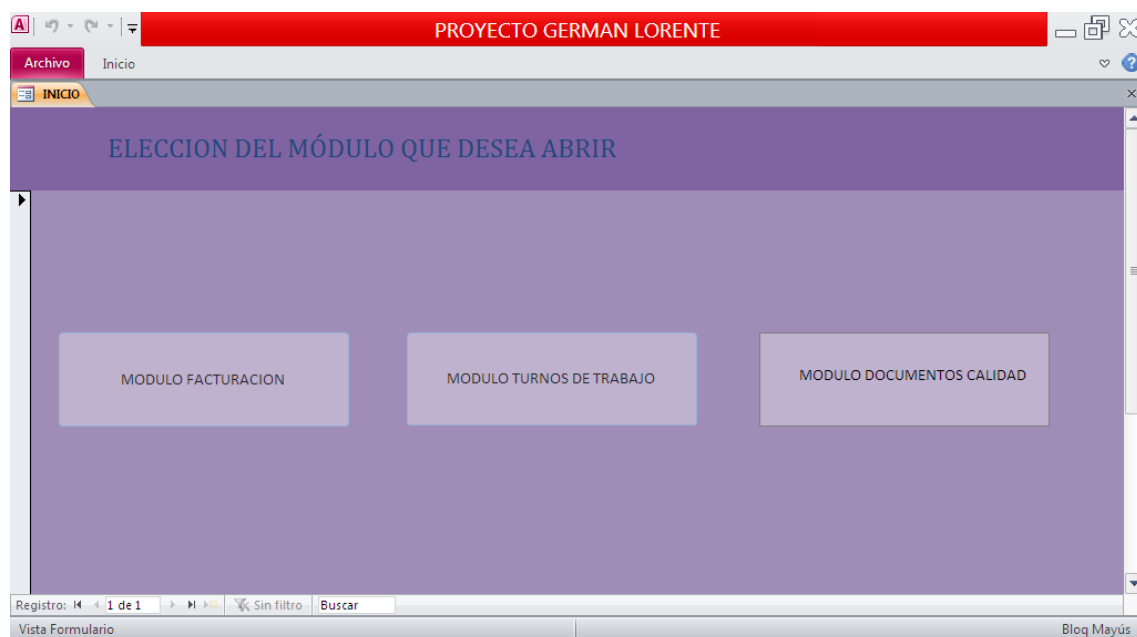 PROYECTO GERMAN LORENTE
Archivo Inicio
INICIO
ELECCION DEL MÓDULO QUE DESEA ABRIR
MODULO FACTURACION MODULO TURNOS DE TRABAJO MODULO DOCUMENTOS CALIDAD
Registro: 1 de 1 Sin filtro Buscar
Vista Formulario Bloq Mayús